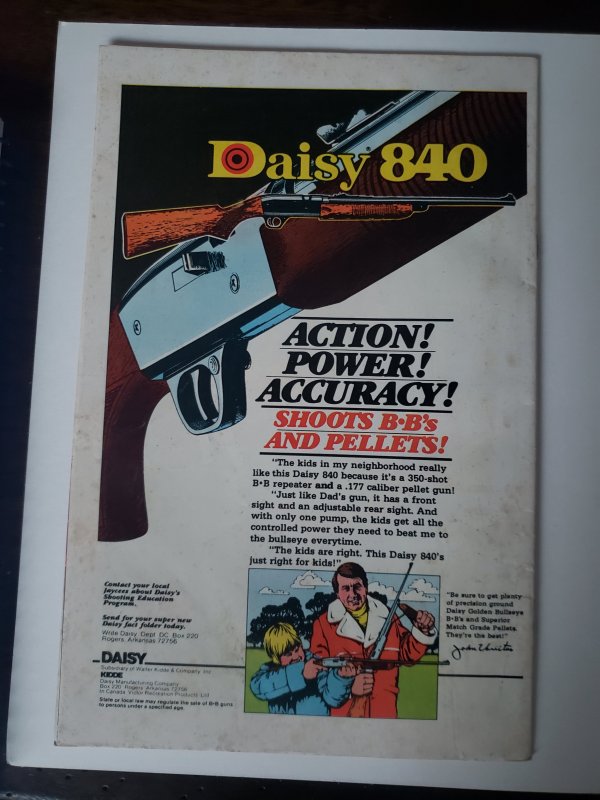 Daisy 840
ACTION!
POWER!
ACCURACY!
SHOOTS B•B's
AND PELLETS!
"The kids in my neighborhood really
like this Daisy 840 because it's a 350-shot
B•B repeater and a .177 caliber pellet gun!
"Just like Dad's gun, it has a front
sight and an adjustable rear sight. And
with only one pump, the kids get all the
controlled power they need to beat me to
the bullseye everytime.
"The kids are right. This Daisy 840's
just right for kids!"
Contact your local
Jaycees about Daisy's
Shooting Education
Program.
Send for your super new
Daisy fact folder today.
Write Daisy, Dept. DC, Box 220
Rogers, Arkansas 72756
DAISY
Subsidiary of Walter Kidde & Company, Inc.
KIDDE
Daisy Manufacturing Company
Box 220, Rogers, Arkansas 72756
In Canada: Victor Recreation Products Ltd.
State or local law may regulate the sale of B•B guns
to persons under a specified age.
"Be sure to get plenty
of precision ground
Daisy Golden Bullseye
B•B's and Superior
Match Grade Pellets.
They're the best!"